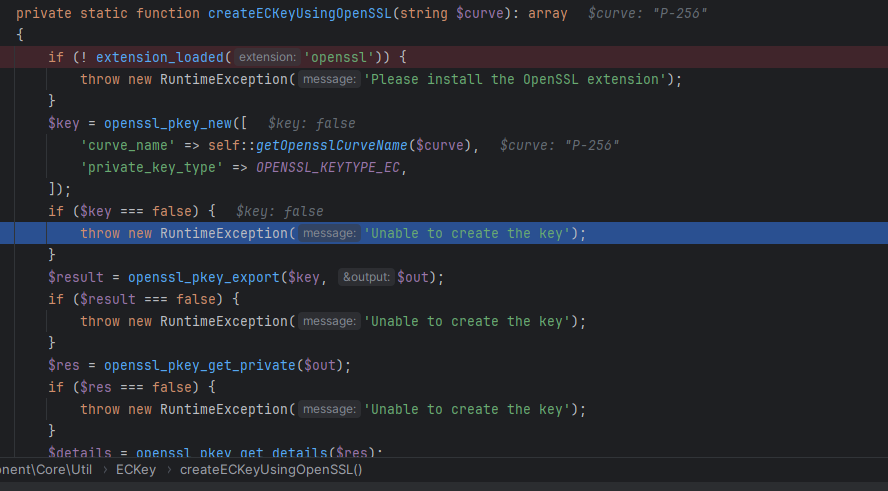 private static function createECKeyUsingOpenSSL(string $curve): array   $curve: "P-256"
{
    if (! extension_loaded( extension: 'openssl')) {
        throw new RuntimeException( message: 'Please install the OpenSSL extension');
    }
    $key = openssl_pkey_new([   $key: false
        'curve_name' => self::getOpensslCurveName($curve),   $curve: "P-256"
        'private_key_type' => OPENSSL_KEYTYPE_EC,
    ]);
    if ($key === false) {   $key: false
        throw new RuntimeException( message: 'Unable to create the key');
    }
    $result = openssl_pkey_export($key,  &output: $out);
    if ($result === false) {
        throw new RuntimeException( message: 'Unable to create the key');
    }
    $res = openssl_pkey_get_private($out);
    if ($res === false) {
        throw new RuntimeException( message: 'Unable to create the key');
    }
    $details = openssl_pkey_get_details($res);
onent\Core\Util › ECKey › createECKeyUsingOpenSSL()